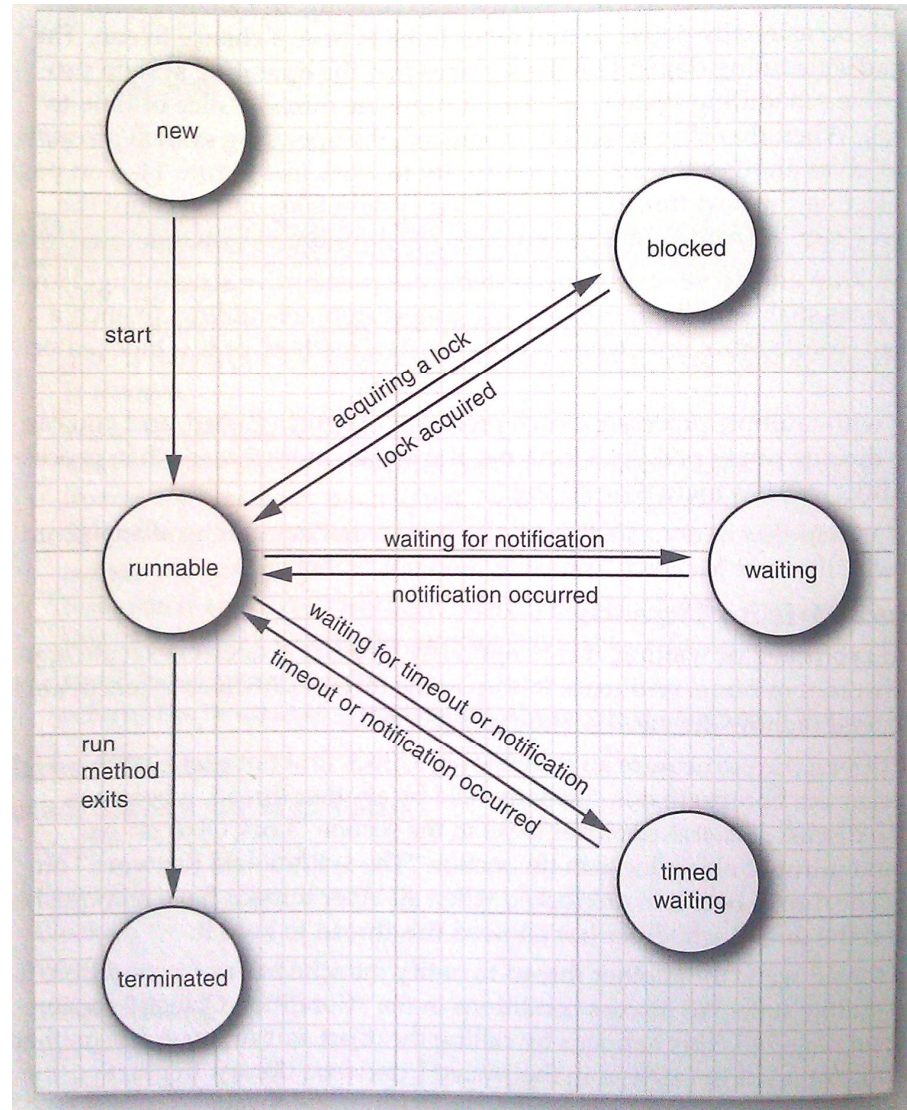 new
blocked
start
acquiring a lock
lock acquired
runnable
waiting for notification
notification occurred
waiting
waiting for timeout or notification
timeout or notification occurred
run
method
exits
timed
waiting
terminated